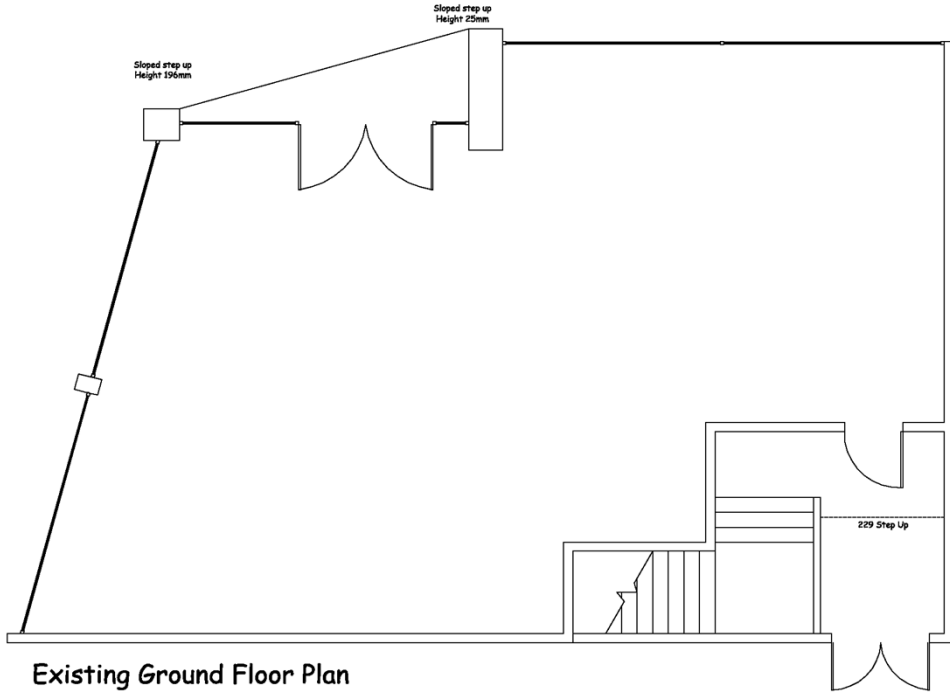 Sloped step up
Height 25mm
Sloped step up
Height 196mm
229 Step Up
Existing Ground Floor Plan